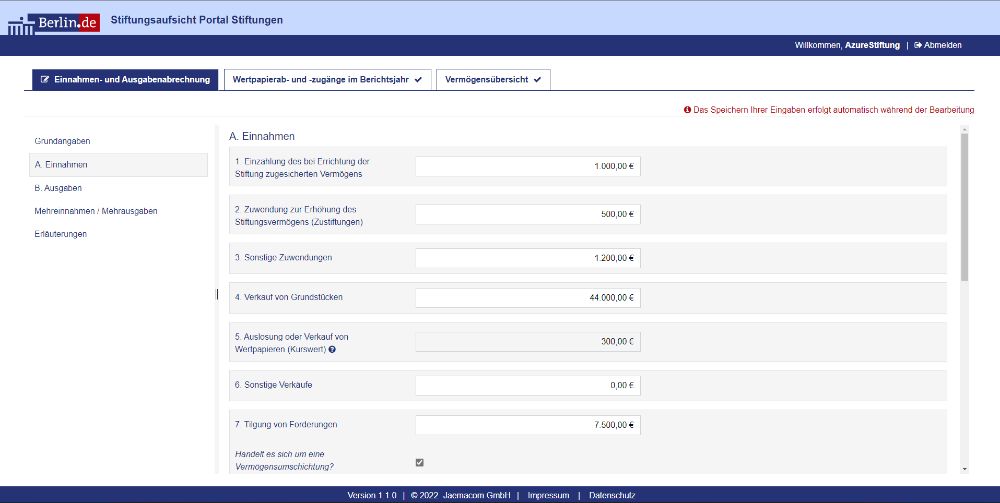 Berlin.de
Stiftungsaufsicht Portal Stiftungen
Willkommen, AzureStiftung | Abmelden
Einnahmen- und Ausgabenabrechnung
Wertpapierab- und -zugänge im Berichtsjahr
Vermögensübersicht
Das Speichern Ihrer Eingaben erfolgt automatisch während der Bearbeitung
Grundangaben
A. Einnahmen
B. Ausgaben
Mehreinnahmen / Mehrausgaben
Erläuterungen
A. Einnahmen
1. Einzahlung des bei Errichtung der
Stiftung zugesicherten Vermögens
1.000,00 €
2. Zuwendung zur Erhöhung des
Stiftungsvermögens (Zustiftungen)
500,00 €
3. Sonstige Zuwendungen
1.200,00 €
4. Verkauf von Grundstücken
44.000,00 €
5. Auslosung oder Verkauf von
Wertpapieren (Kurswert)
300,00 €
6. Sonstige Verkäufe
0,00 €
7. Tilgung von Forderungen
7.500,00 €
Handelt es sich um eine
Vermögensumschichtung?
Version 1.1.0 | © 2022 Jaemacom GmbH | Impressum | Datenschutz